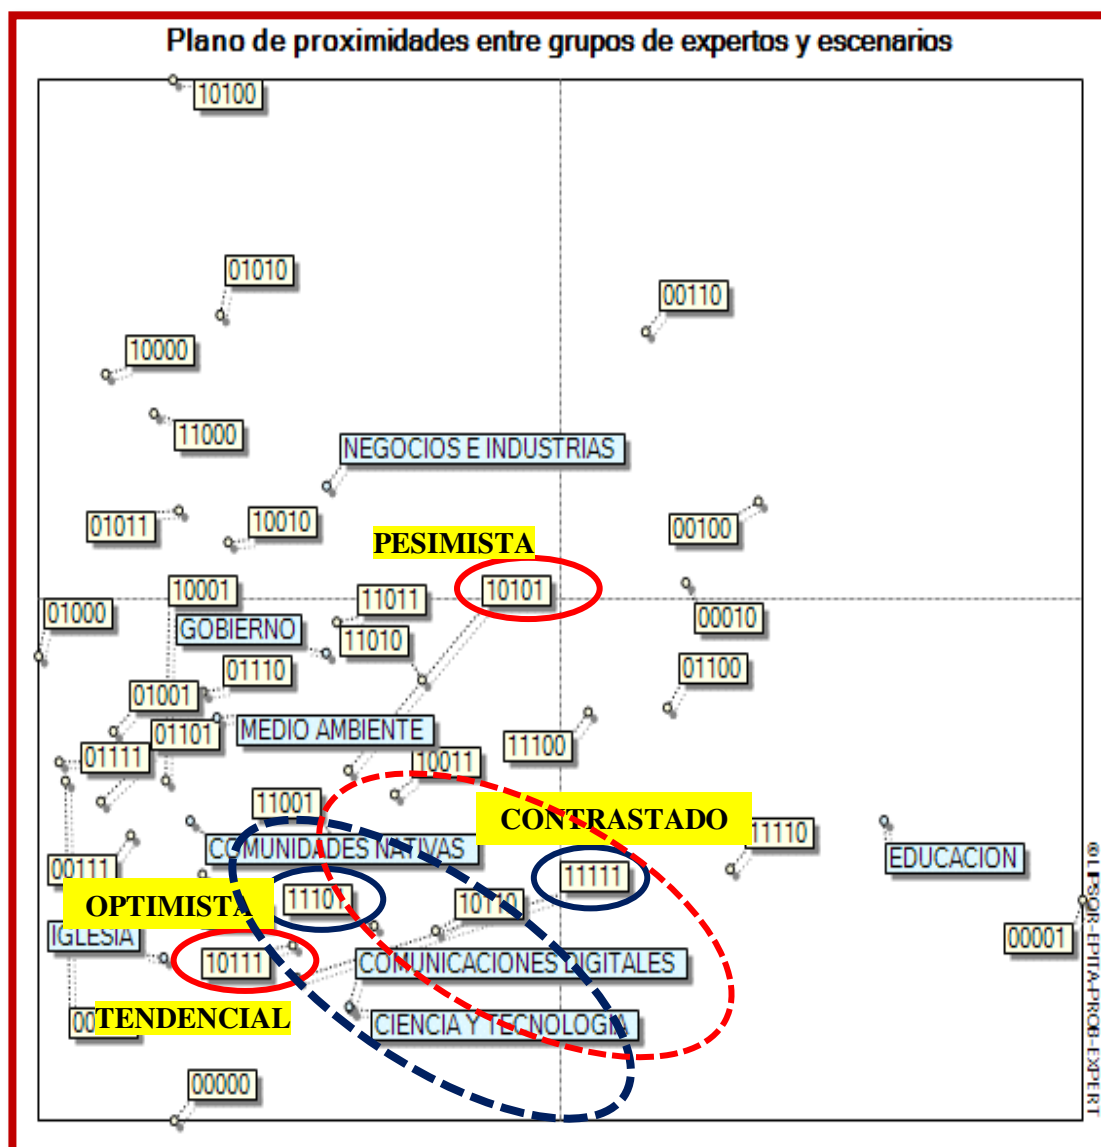 Plano de proximidades entre grupos de expertos y escenarios
10100
01010
00110
10000
11000
NEGOCIOS E INDUSTRIAS
01011
10010
00100
PESIMISTA
10001
11011
10101
01000
GOBIERNO
11010
00010
01110
01100
01001
01101
MEDIO AMBIENTE
01111
11100
10011
11001
CONTRASTADO
11110
COMUNIDADES NATIVAS
EDUCACION
00111
11111
11101
10110
OPTIMISTA
IGLESIA
00001
10111
COMUNICACIONES DIGITALES
TENDENCIAL
CIENCIA Y TECNOLOGIA
00000
©LIPSOR-EPITA-PROB-EXPERT